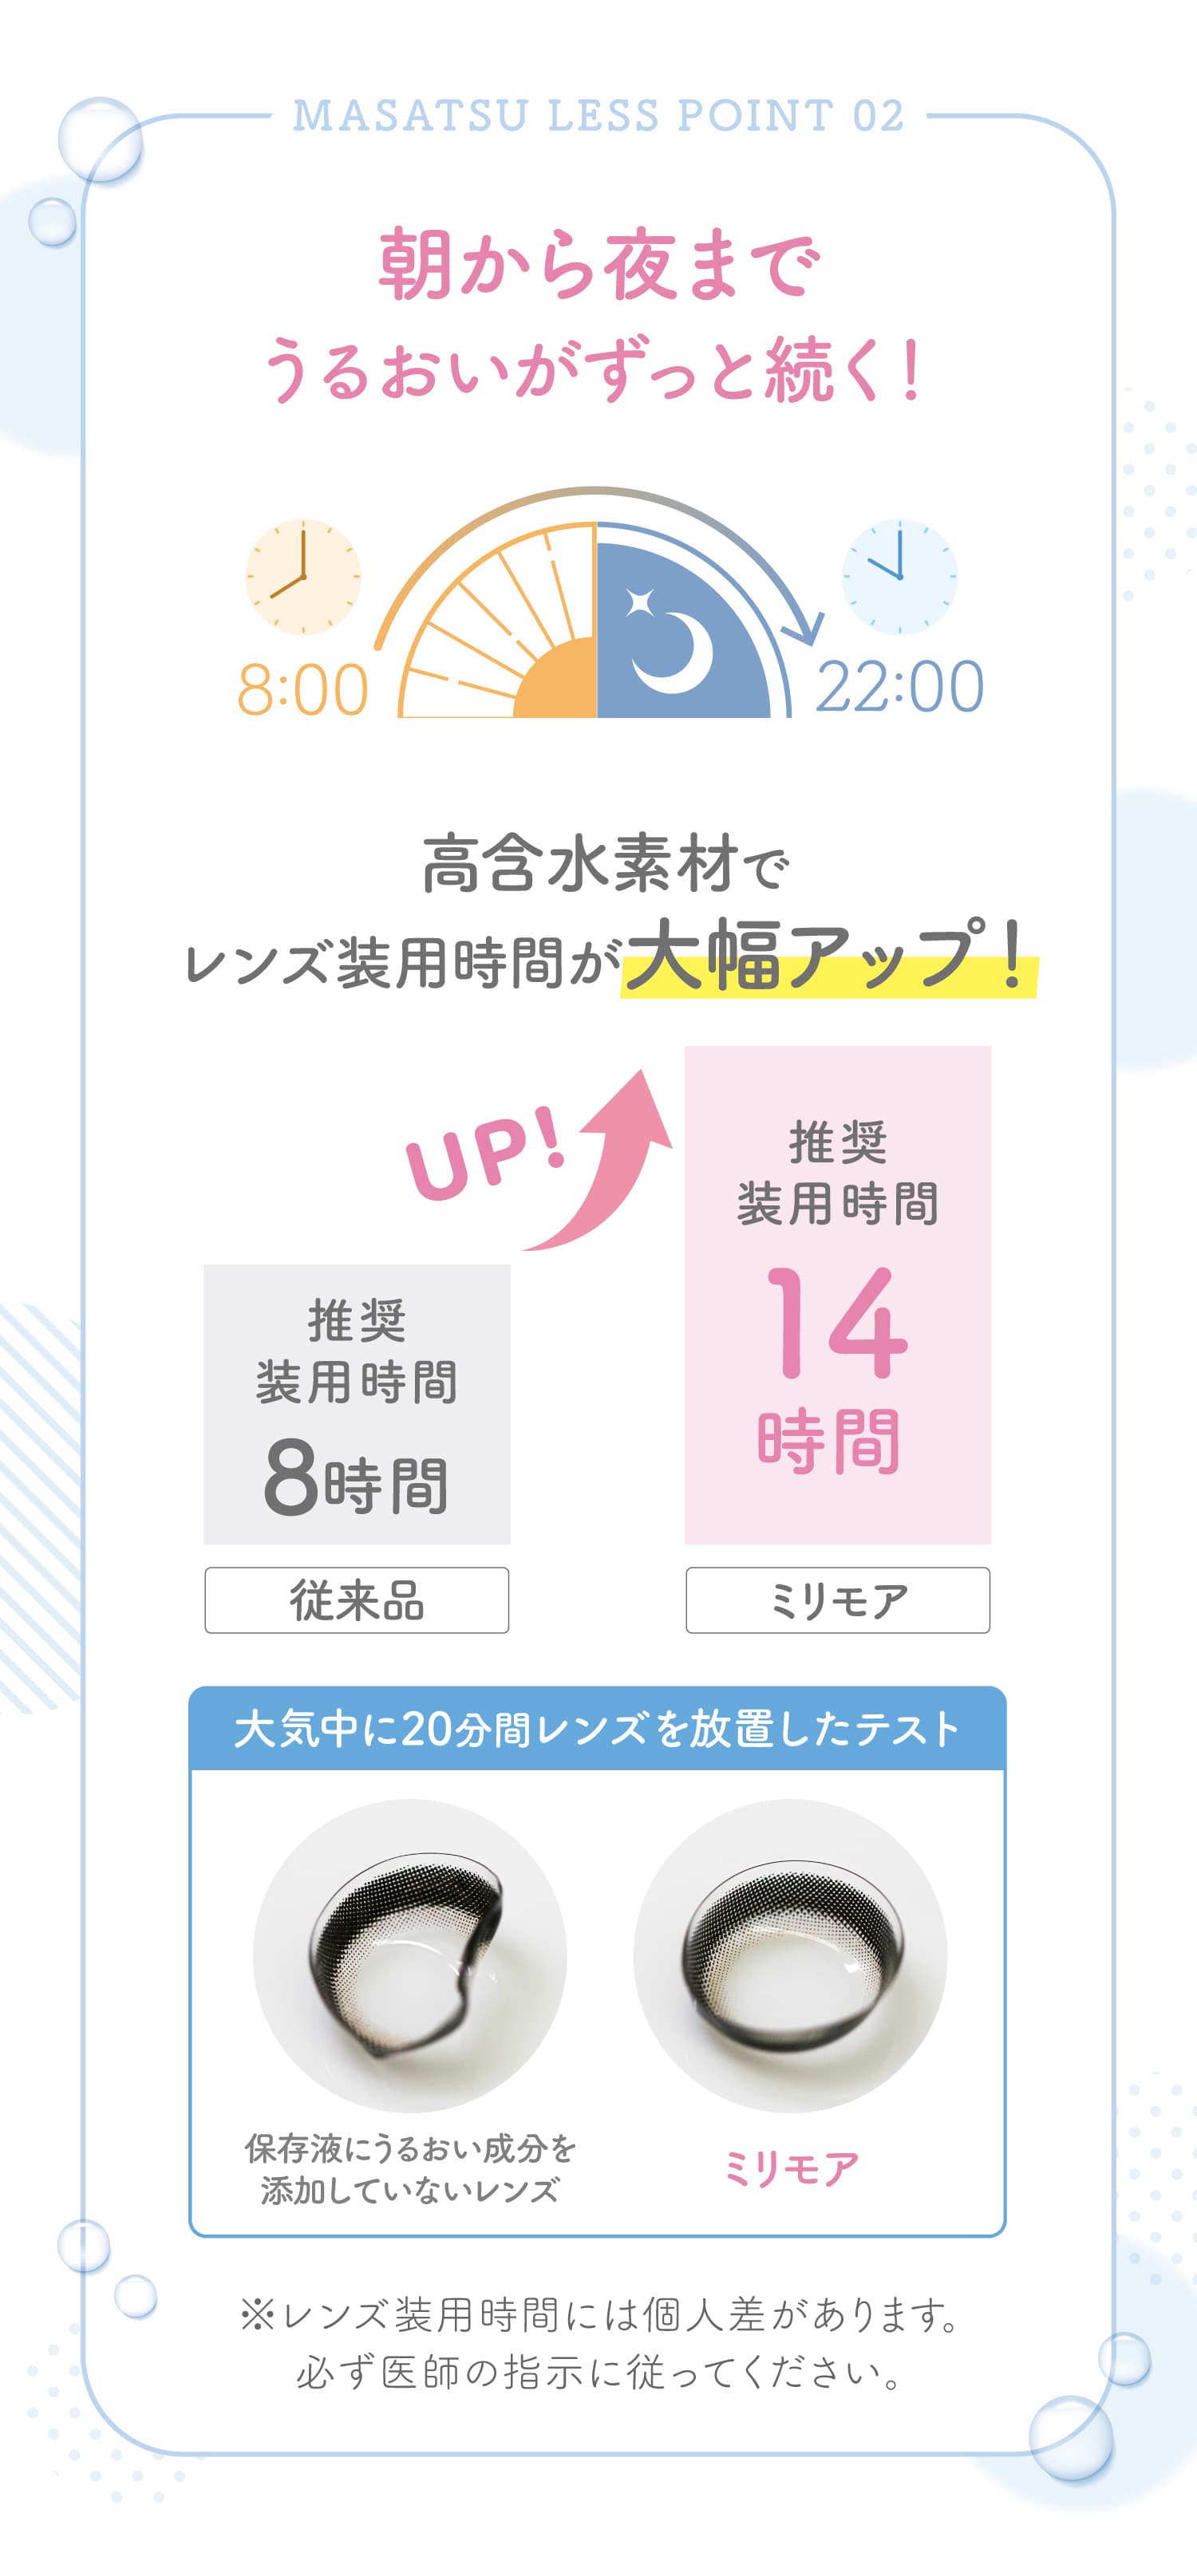 MASATSU LESS POINT 02
朝から夜まで
うるおいがずっと続く！
8:00
22:00
高含水素材で
レンズ装用時間が大幅アップ！
UP!
推奨
装用時間
8時間
従来品
推奨
装用時間
14
時間
ミリモア
大気中に20分間レンズを放置したテスト
保存液にうるおい成分を
添加していないレンズ
ミリモア
※レンズ装用時間には個人差があります。
必ず医師の指示に従ってください。